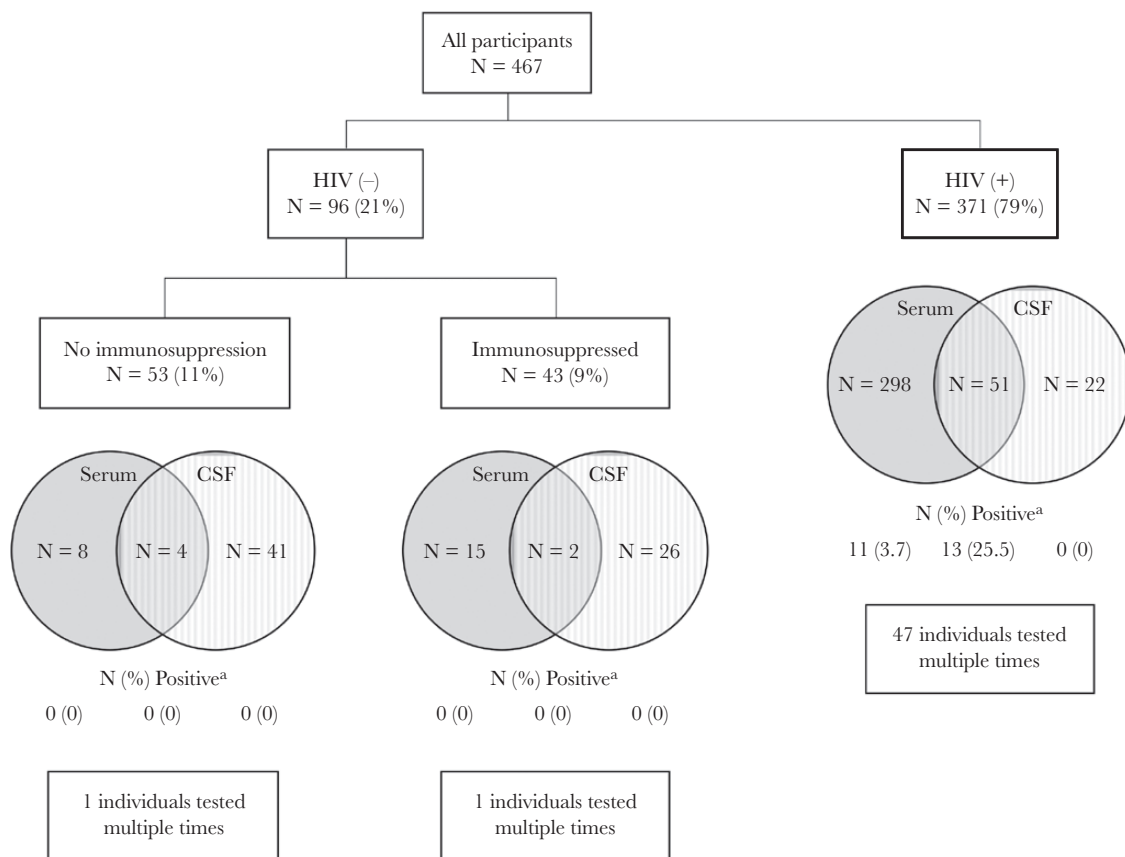 All participants
N = 467
HIV (–)
N = 96 (21%)
HIV (+)
N = 371 (79%)
No immunosuppression
N = 53 (11%)
Immunosuppressed
N = 43 (9%)
Serum CSF
N = 298 N = 51 N = 22
N (%) Positiveᵃ
11 (3.7) 13 (25.5) 0 (0)
47 individuals tested
multiple times
Serum CSF
N = 8 N = 4 N = 41
N (%) Positiveᵃ
0 (0) 0 (0) 0 (0)
1 individuals tested
multiple times
Serum CSF
N = 15 N = 2 N = 26
N (%) Positiveᵃ
0 (0) 0 (0) 0 (0)
1 individuals tested
multiple times